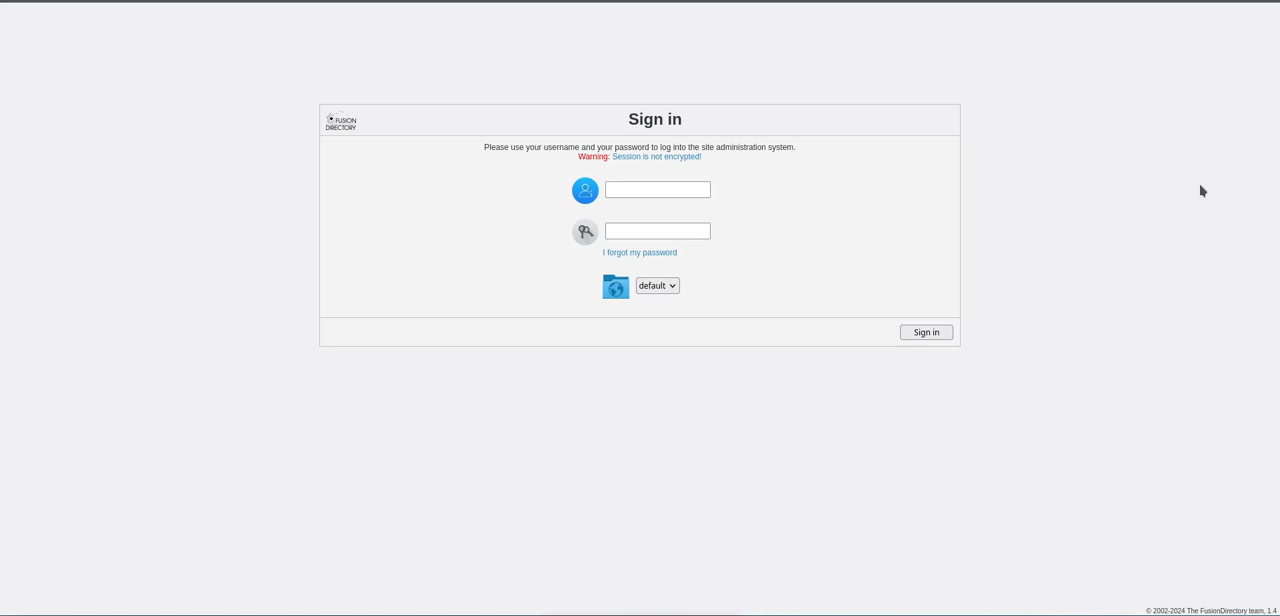 FUSION
DIRECTORY
Sign in
Please use your username and your password to log into the site administration system.
Warning: Session is not encrypted!
I forgot my password
default
Sign in
© 2002-2024 The FusionDirectory team, 1.4